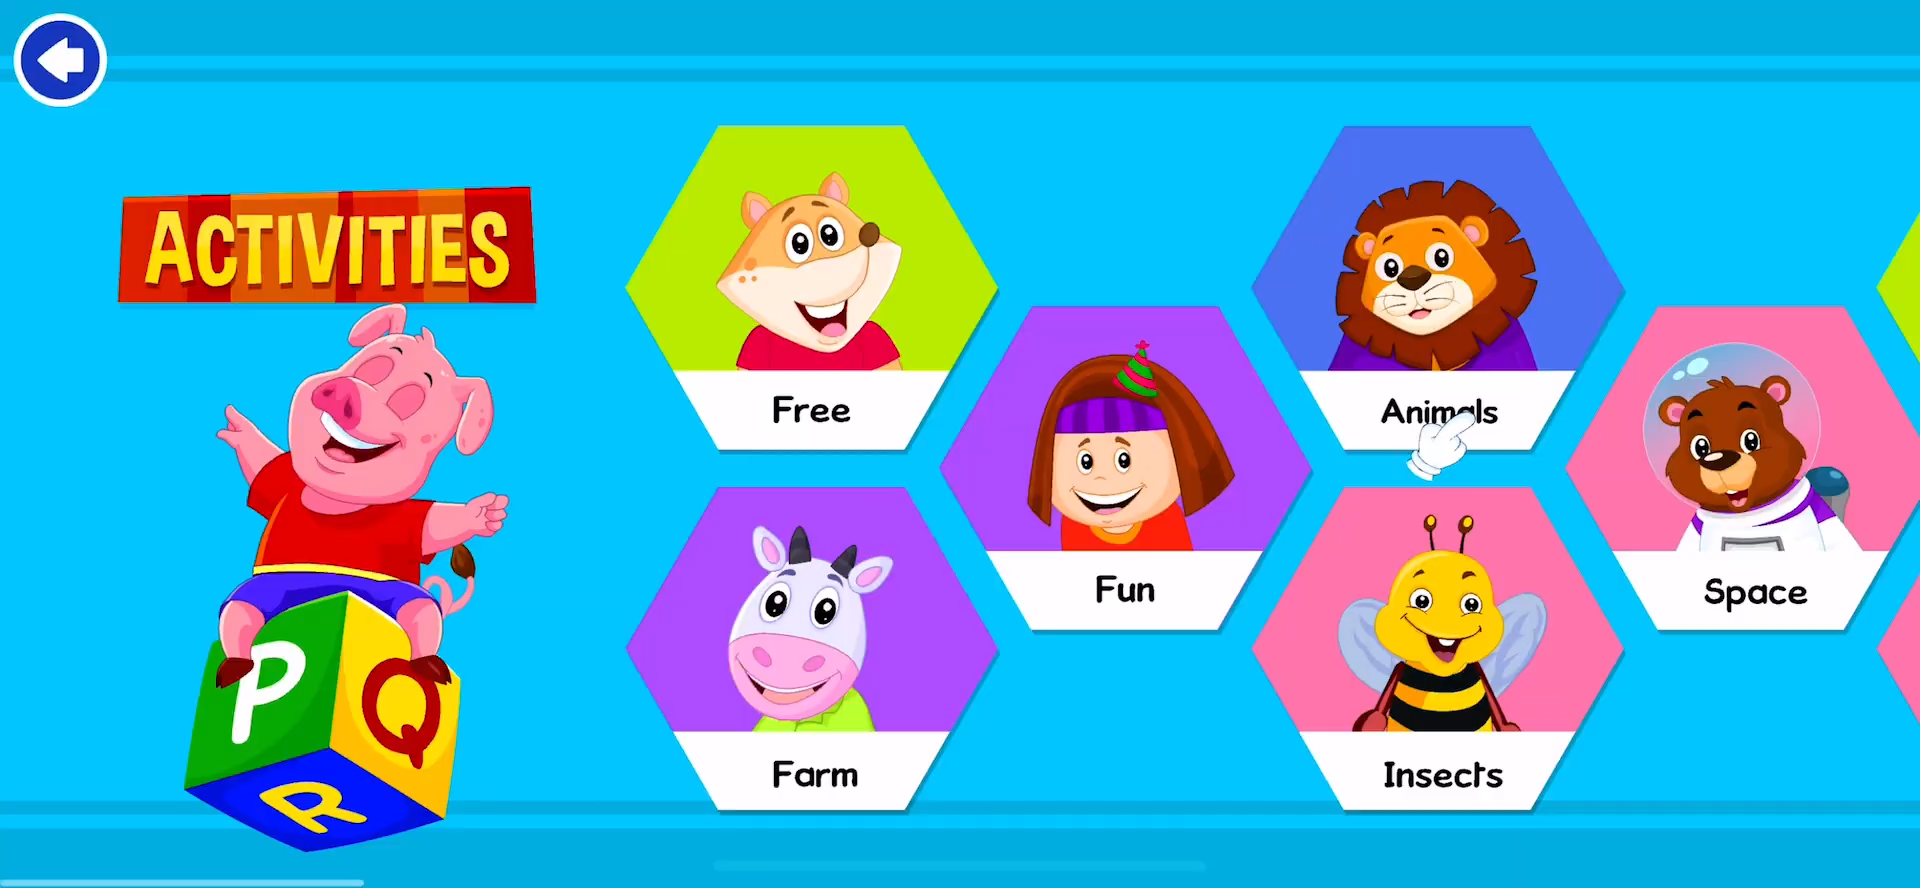 ACTIVITIES
Free
Animals
Fun
Space
Farm
Insects
P
Q
R